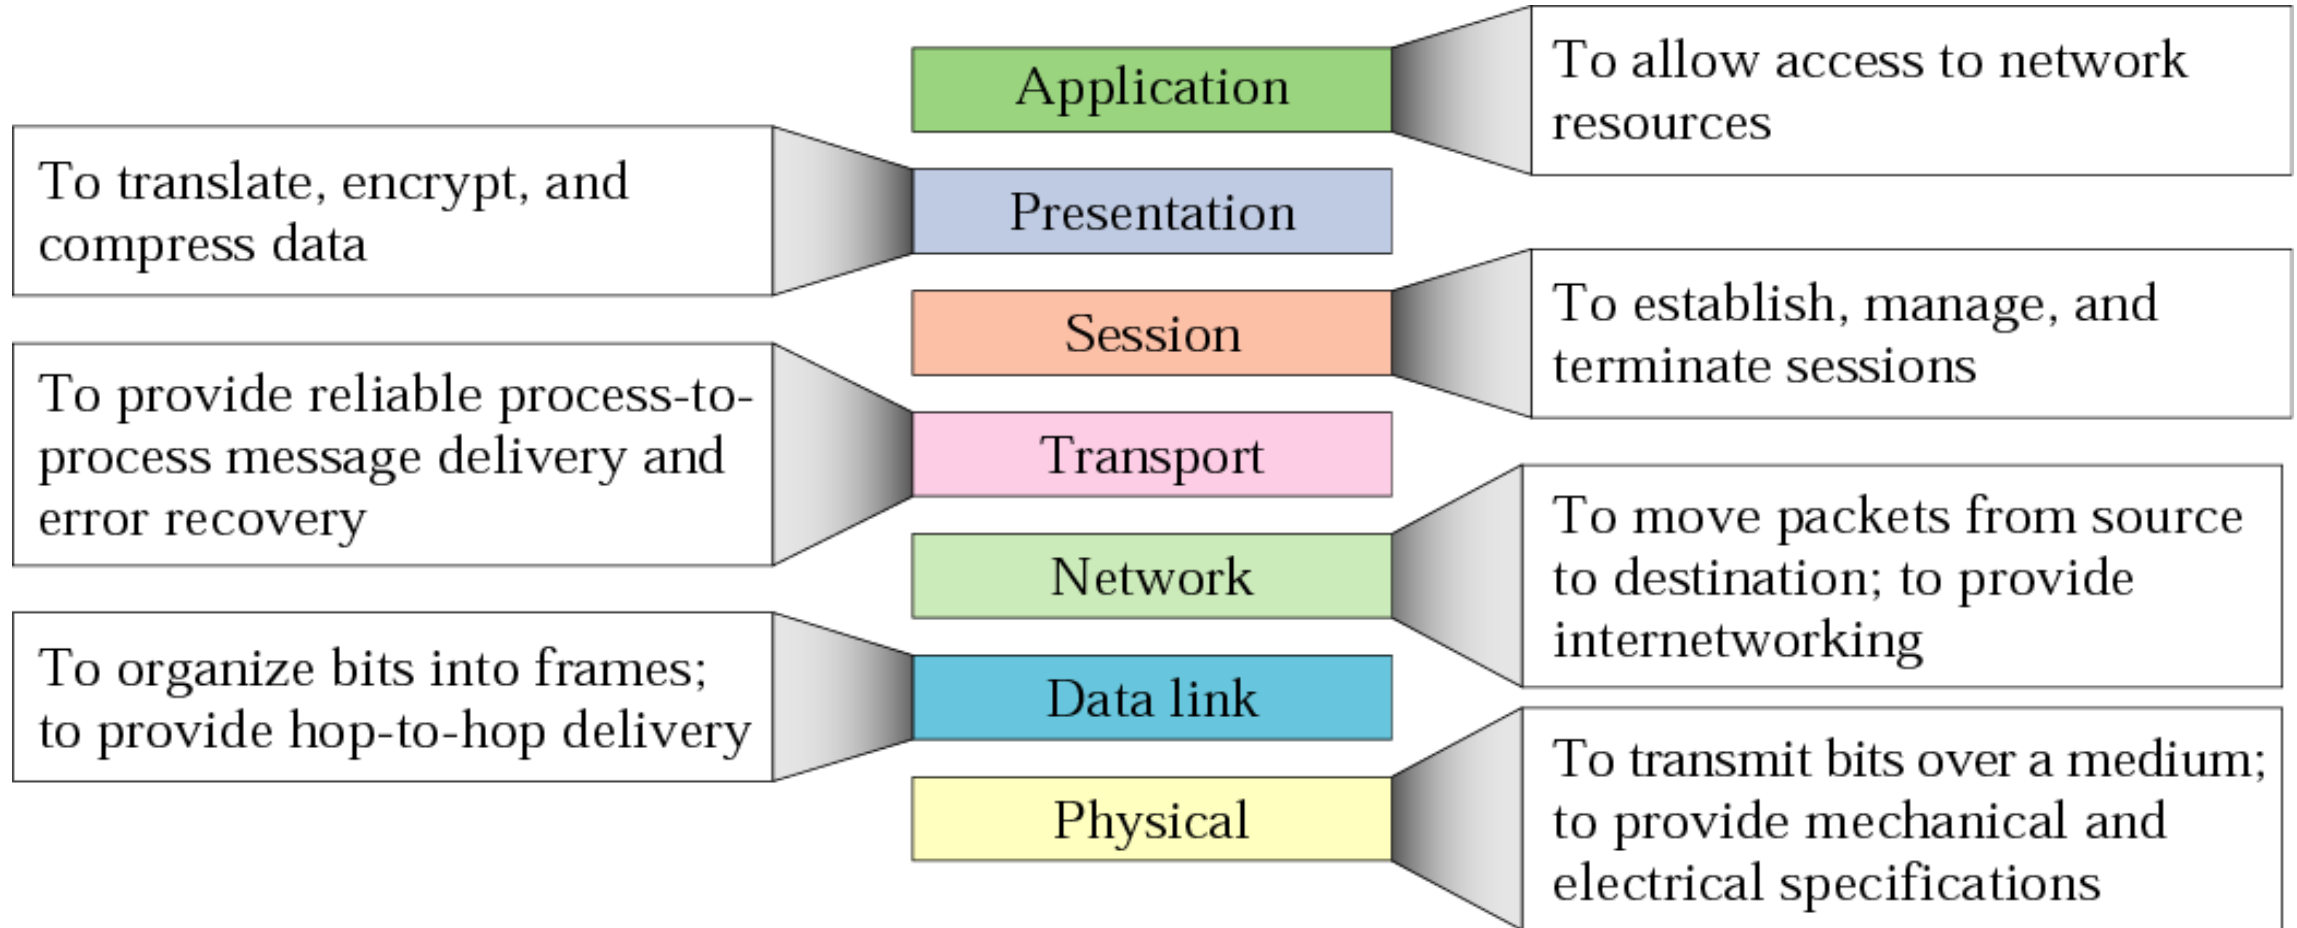 Application
To allow access to network
resources
To translate, encrypt, and
compress data
Presentation
Session
To establish, manage, and
terminate sessions
To provide reliable process-to-
process message delivery and
error recovery
Transport
Network
To move packets from source
to destination; to provide
internetworking
To organize bits into frames;
to provide hop-to-hop delivery
Data link
Physical
To transmit bits over a medium;
to provide mechanical and
electrical specifications